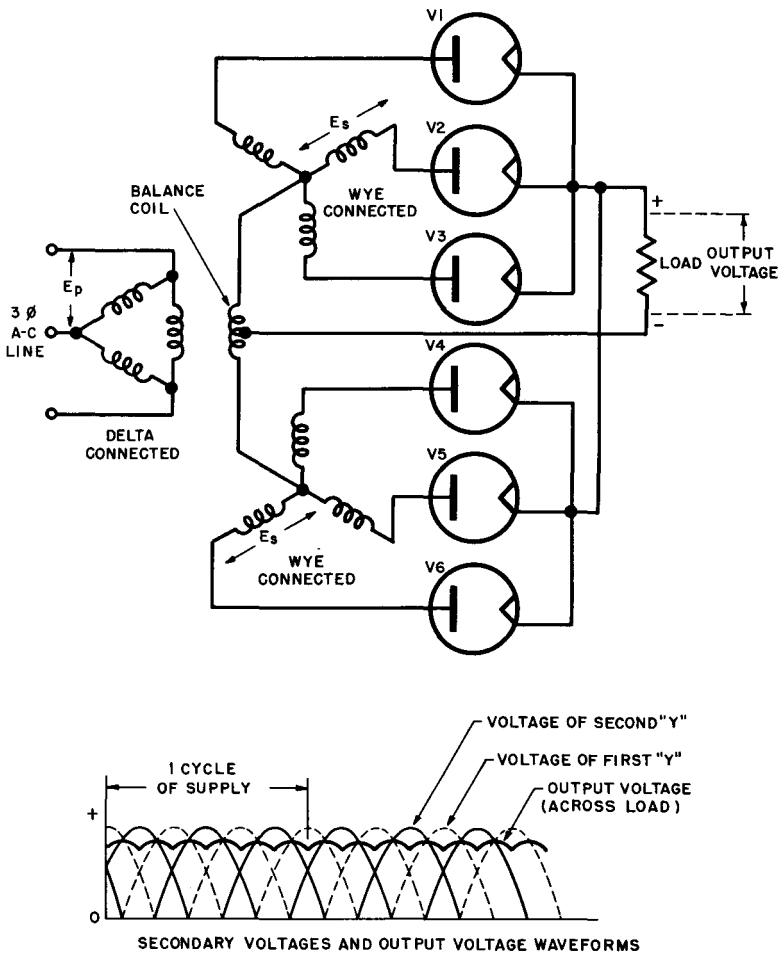 V1
Es
V2
BALANCE
COIL
WYE
CONNECTED
V3
+
Ep
LOAD
OUTPUT
VOLTAGE
3 Ø
A-C
LINE
-
V4
DELTA
CONNECTED
V5
Es
WYE
CONNECTED
V6
VOLTAGE OF SECOND "Y"
1 CYCLE
OF SUPPLY
VOLTAGE OF FIRST "Y"
OUTPUT VOLTAGE
(ACROSS LOAD)
+
0
SECONDARY VOLTAGES AND OUTPUT VOLTAGE WAVEFORMS